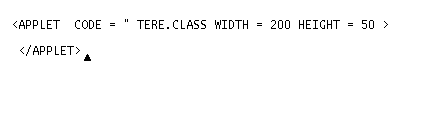 <APPLET  CODE = " TERE.CLASS WIDTH = 200 HEIGHT = 50 >
</APPLET>